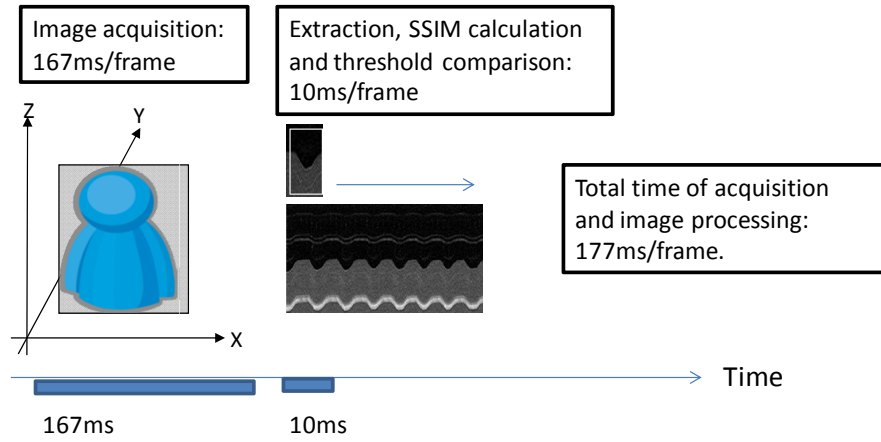 Image acquisition:
167ms/frame
Extraction, SSIM calculation
and threshold comparison:
10ms/frame
Z
Y
X
Total time of acquisition
and image processing:
177ms/frame.
Time
167ms
10ms